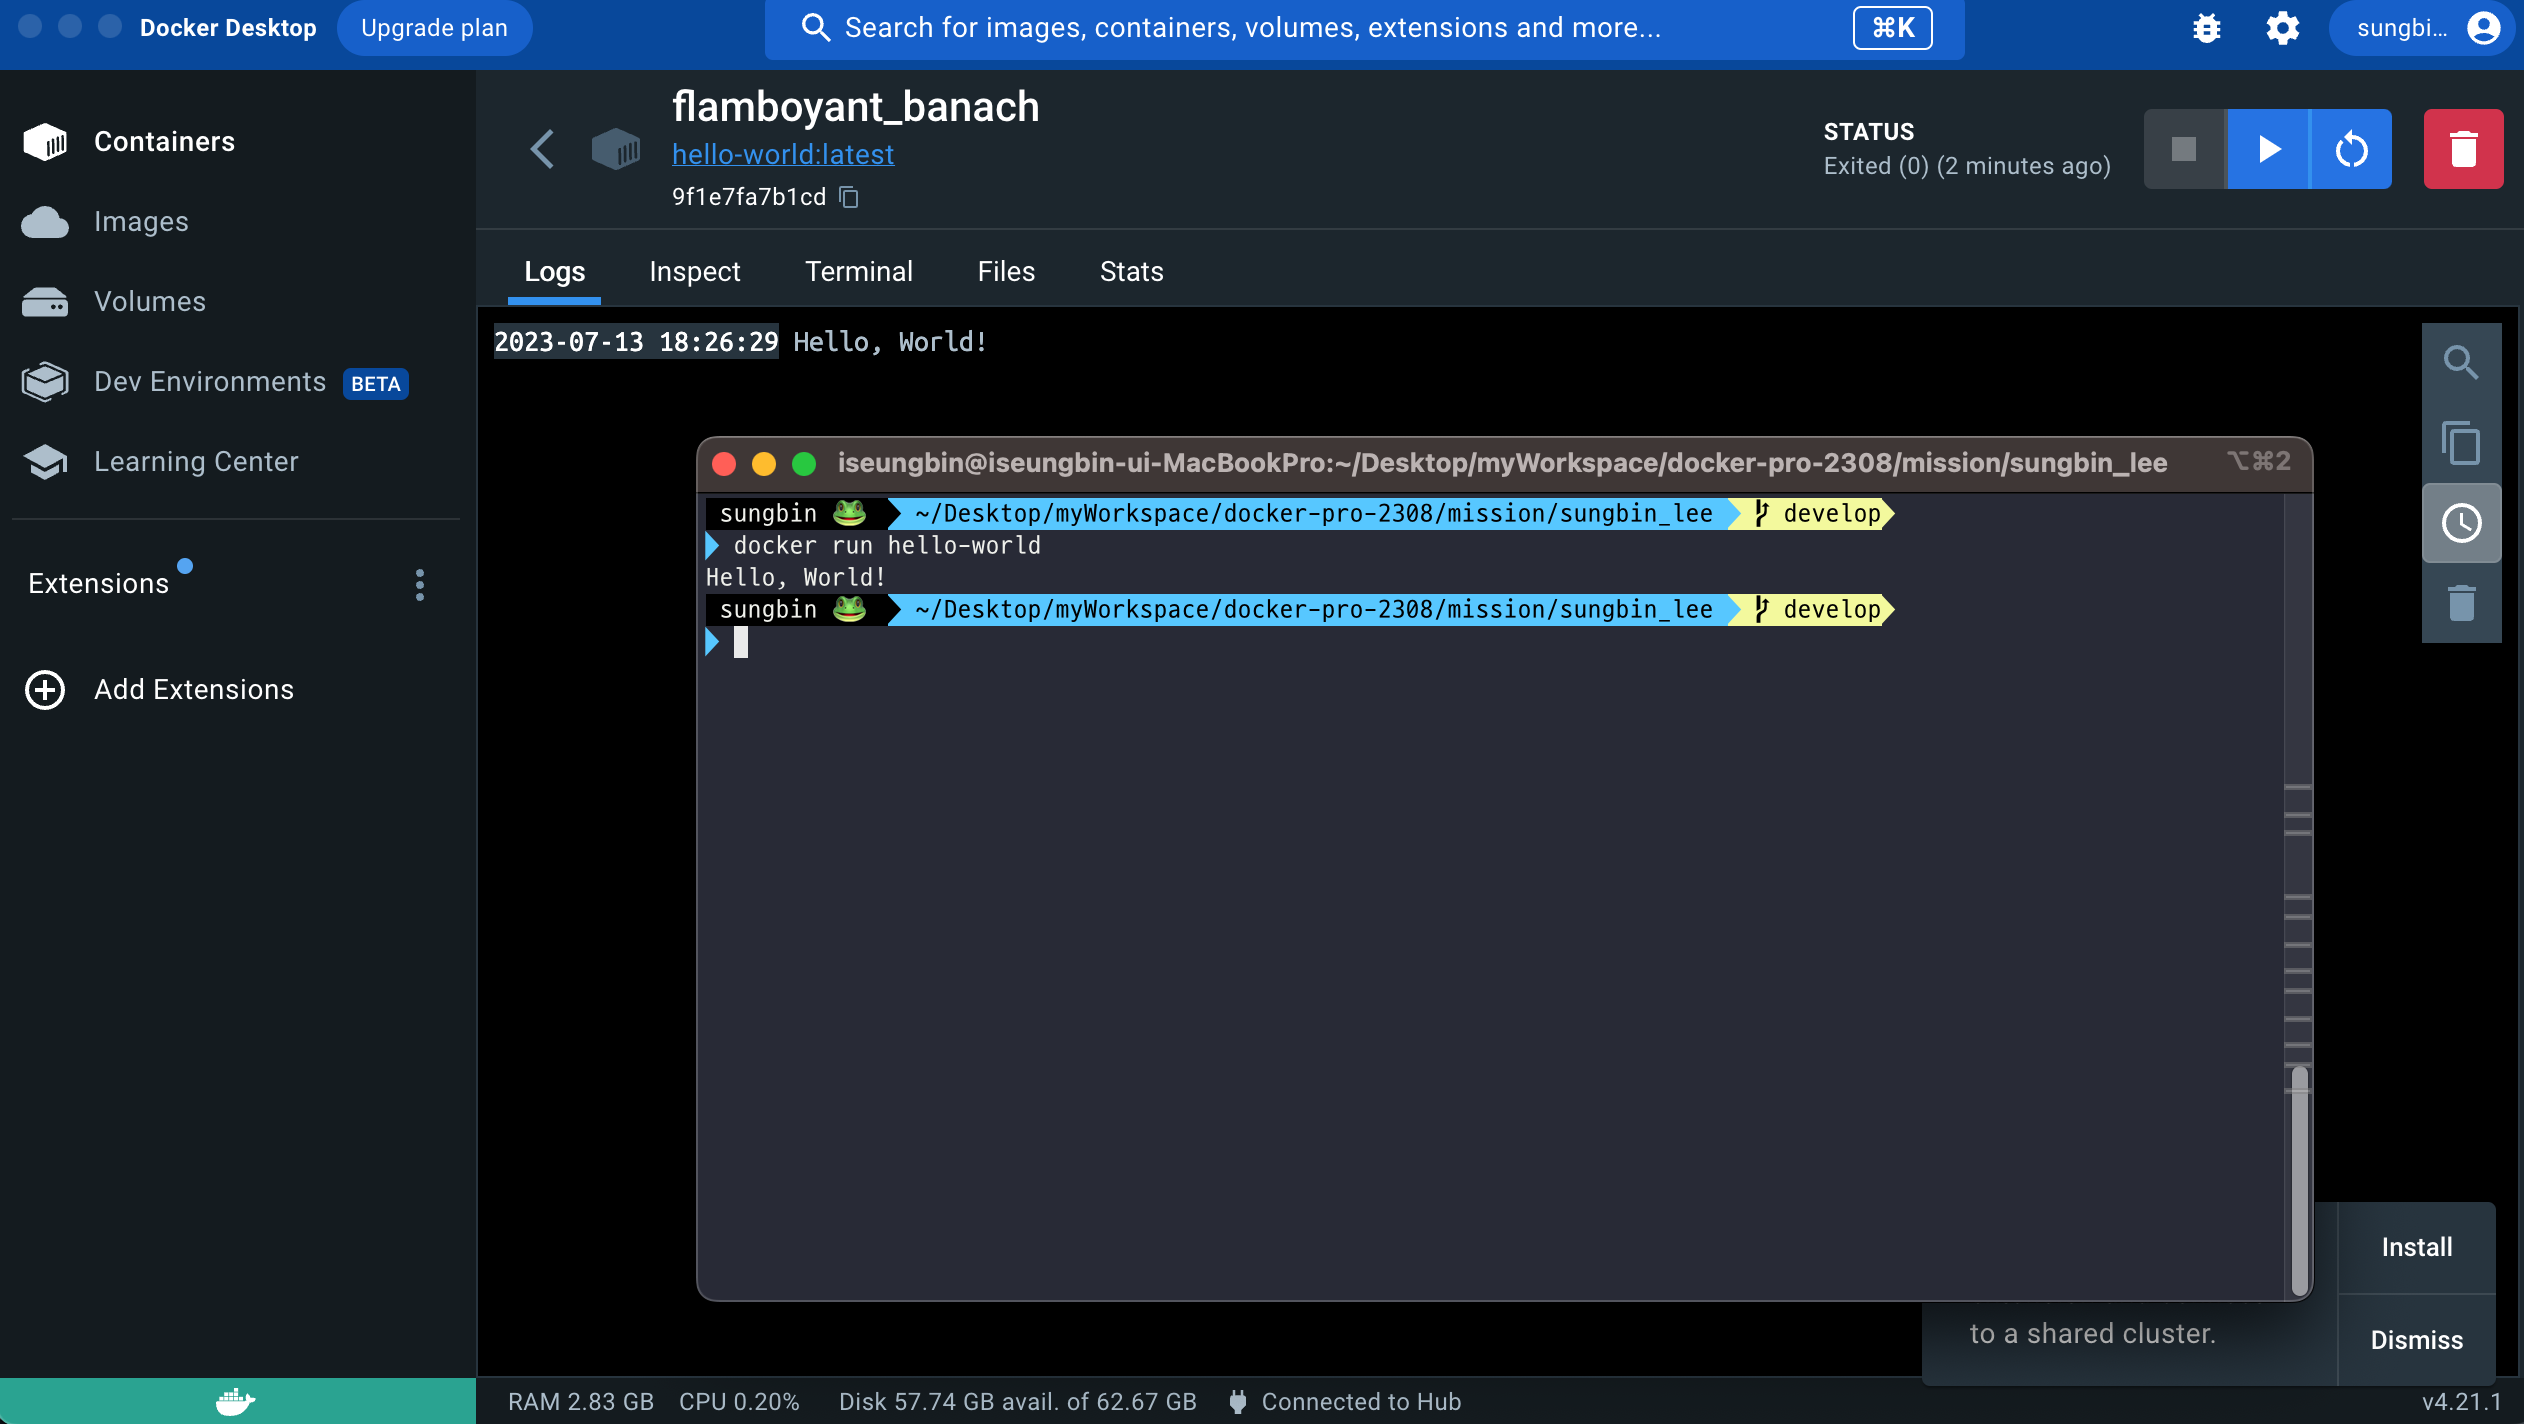 Docker Desktop Upgrade plan Search for images, containers, volumes, extensions and more... ⌘K sungbi...
Containers
Images
Volumes
Dev Environments BETA
Learning Center
Extensions
Add Extensions
flamboyant_banach
hello-world:latest
9f1e7fa7b1cd
STATUS
Exited (0) (2 minutes ago)
Logs Inspect Terminal Files Stats
2023-07-13 18:26:29 Hello, World!
iseungbin@iseungbin-ui-MacBookPro:~/Desktop/myWorkspace/docker-pro-2308/mission/sungbin_lee ⌥⌘2
sungbin 🐸 ~/Desktop/myWorkspace/docker-pro-2308/mission/sungbin_lee develop
docker run hello-world
Hello, World!
sungbin 🐸 ~/Desktop/myWorkspace/docker-pro-2308/mission/sungbin_lee develop
Install
to a shared cluster.
Dismiss
RAM 2.83 GB CPU 0.20% Disk 57.74 GB avail. of 62.67 GB Connected to Hub v4.21.1